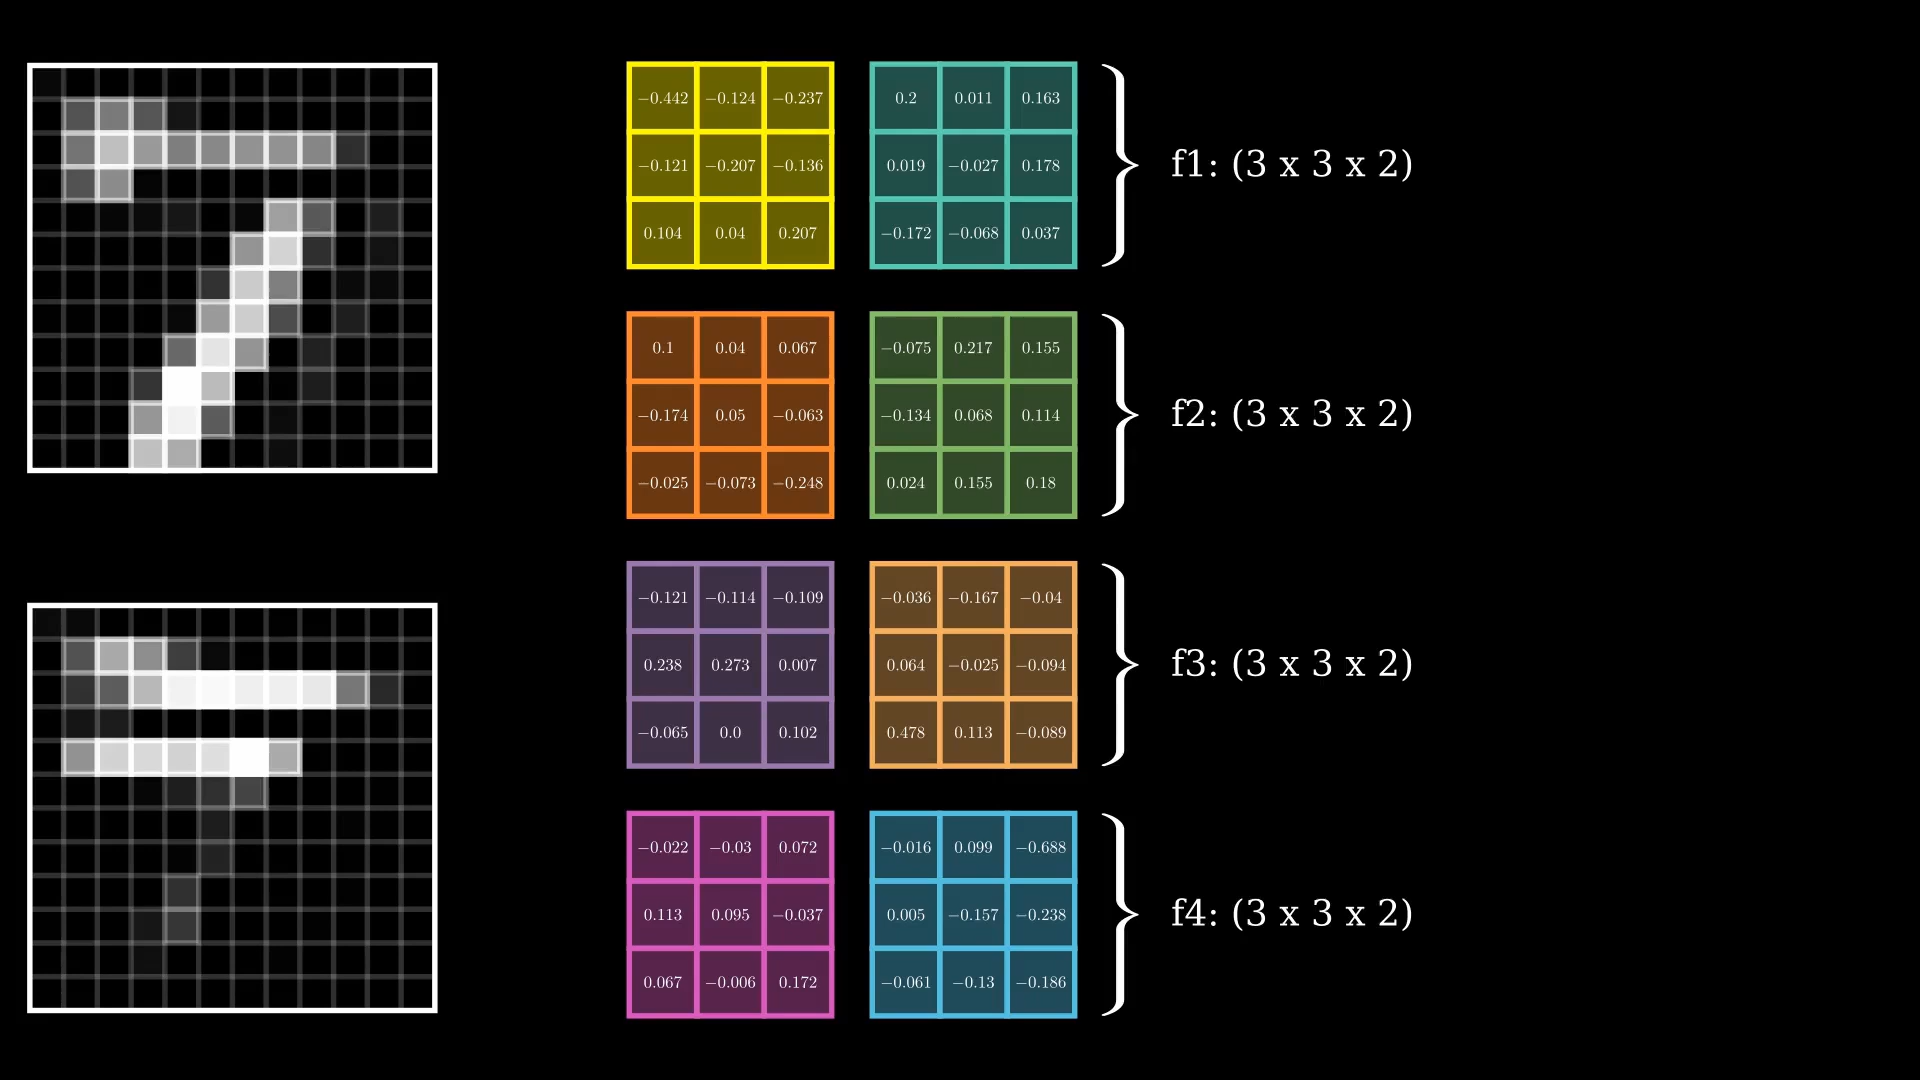 −0.442 −0.124 −0.237 0.2 0.011 0.163
−0.121 −0.207 −0.136 0.019 −0.027 0.178 f1: (3 x 3 x 2)
0.104 0.04 0.207 −0.172 −0.068 0.037
0.1 0.04 0.067 −0.075 0.217 0.155
−0.174 0.05 −0.063 −0.134 0.068 0.114 f2: (3 x 3 x 2)
−0.025 −0.073 −0.248 0.024 0.155 0.18
−0.121 −0.114 −0.109 −0.036 −0.167 −0.04
0.238 0.273 0.007 0.064 −0.025 −0.094 f3: (3 x 3 x 2)
−0.065 0.0 0.102 0.478 0.113 −0.089
−0.022 −0.03 0.072 −0.016 0.099 −0.688
0.113 0.095 −0.037 0.005 −0.157 −0.238 f4: (3 x 3 x 2)
0.067 −0.006 0.172 −0.061 −0.13 −0.186